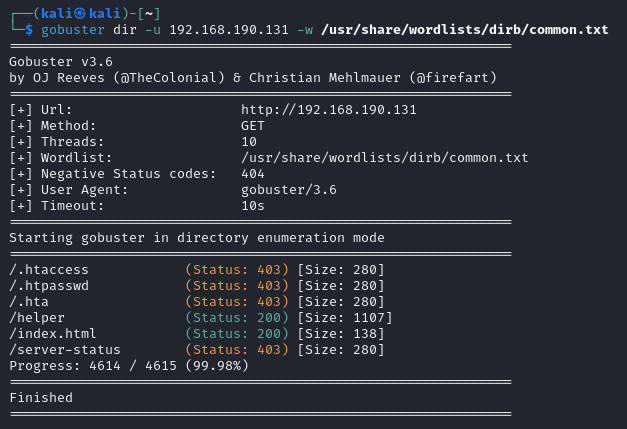 ┌──(kali㉿kali)-[~]
└─$ gobuster dir -u 192.168.190.131 -w /usr/share/wordlists/dirb/common.txt
===============================================================
Gobuster v3.6
by OJ Reeves (@TheColonial) & Christian Mehlmauer (@firefart)
===============================================================
[+] Url:                     http://192.168.190.131
[+] Method:                  GET
[+] Threads:                 10
[+] Wordlist:                /usr/share/wordlists/dirb/common.txt
[+] Negative Status codes:   404
[+] User Agent:              gobuster/3.6
[+] Timeout:                 10s
===============================================================
Starting gobuster in directory enumeration mode
===============================================================
/.htaccess            (Status: 403) [Size: 280]
/.htpasswd            (Status: 403) [Size: 280]
/.hta                 (Status: 403) [Size: 280]
/helper               (Status: 200) [Size: 1107]
/index.html           (Status: 200) [Size: 138]
/server-status        (Status: 403) [Size: 280]
Progress: 4614 / 4615 (99.98%)
===============================================================
Finished
===============================================================